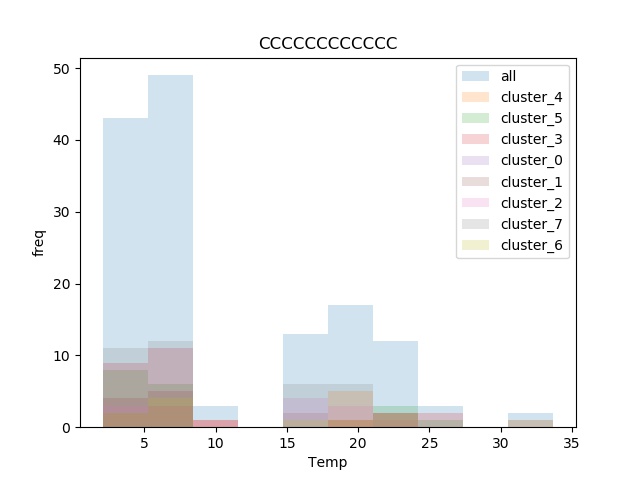 CCCCCCCCCCCC
50
40
30
20
10
0
freq
5 10 15 20 25 30 35
Temp
all
cluster_4
cluster_5
cluster_3
cluster_0
cluster_1
cluster_2
cluster_7
cluster_6